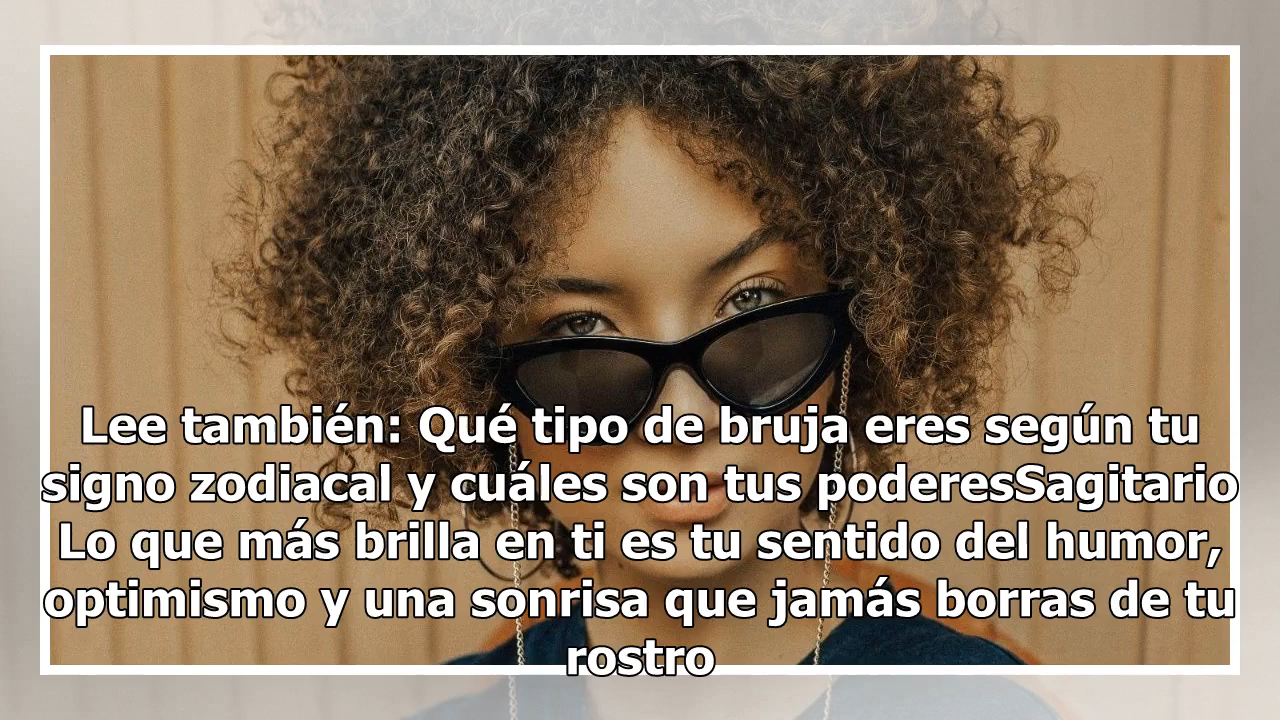 Lee también: Qué tipo de bruja eres según tu
signo zodiacal y cuáles son tus poderesSagitario
Lo que más brilla en ti es tu sentido del humor,
optimismo y una sonrisa que jamás borras de tu
rostro